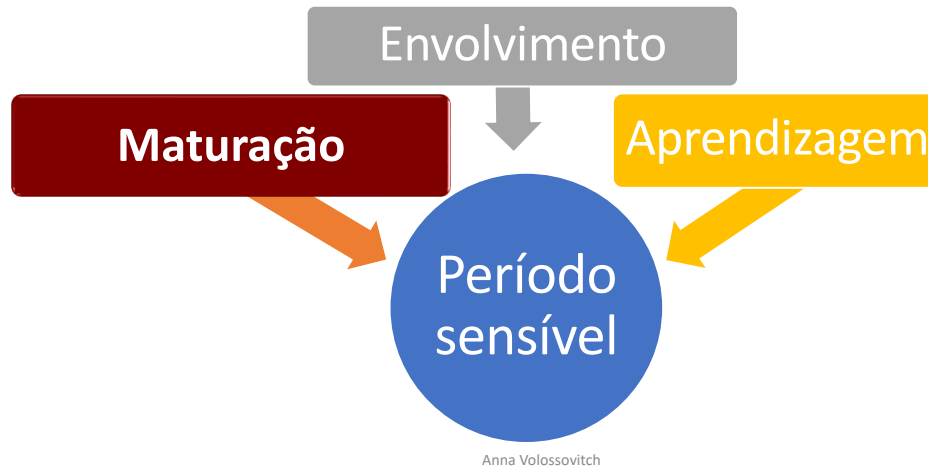 Envolvimento
Maturação
Aprendizagem
Período
sensível
Anna Volossovitch